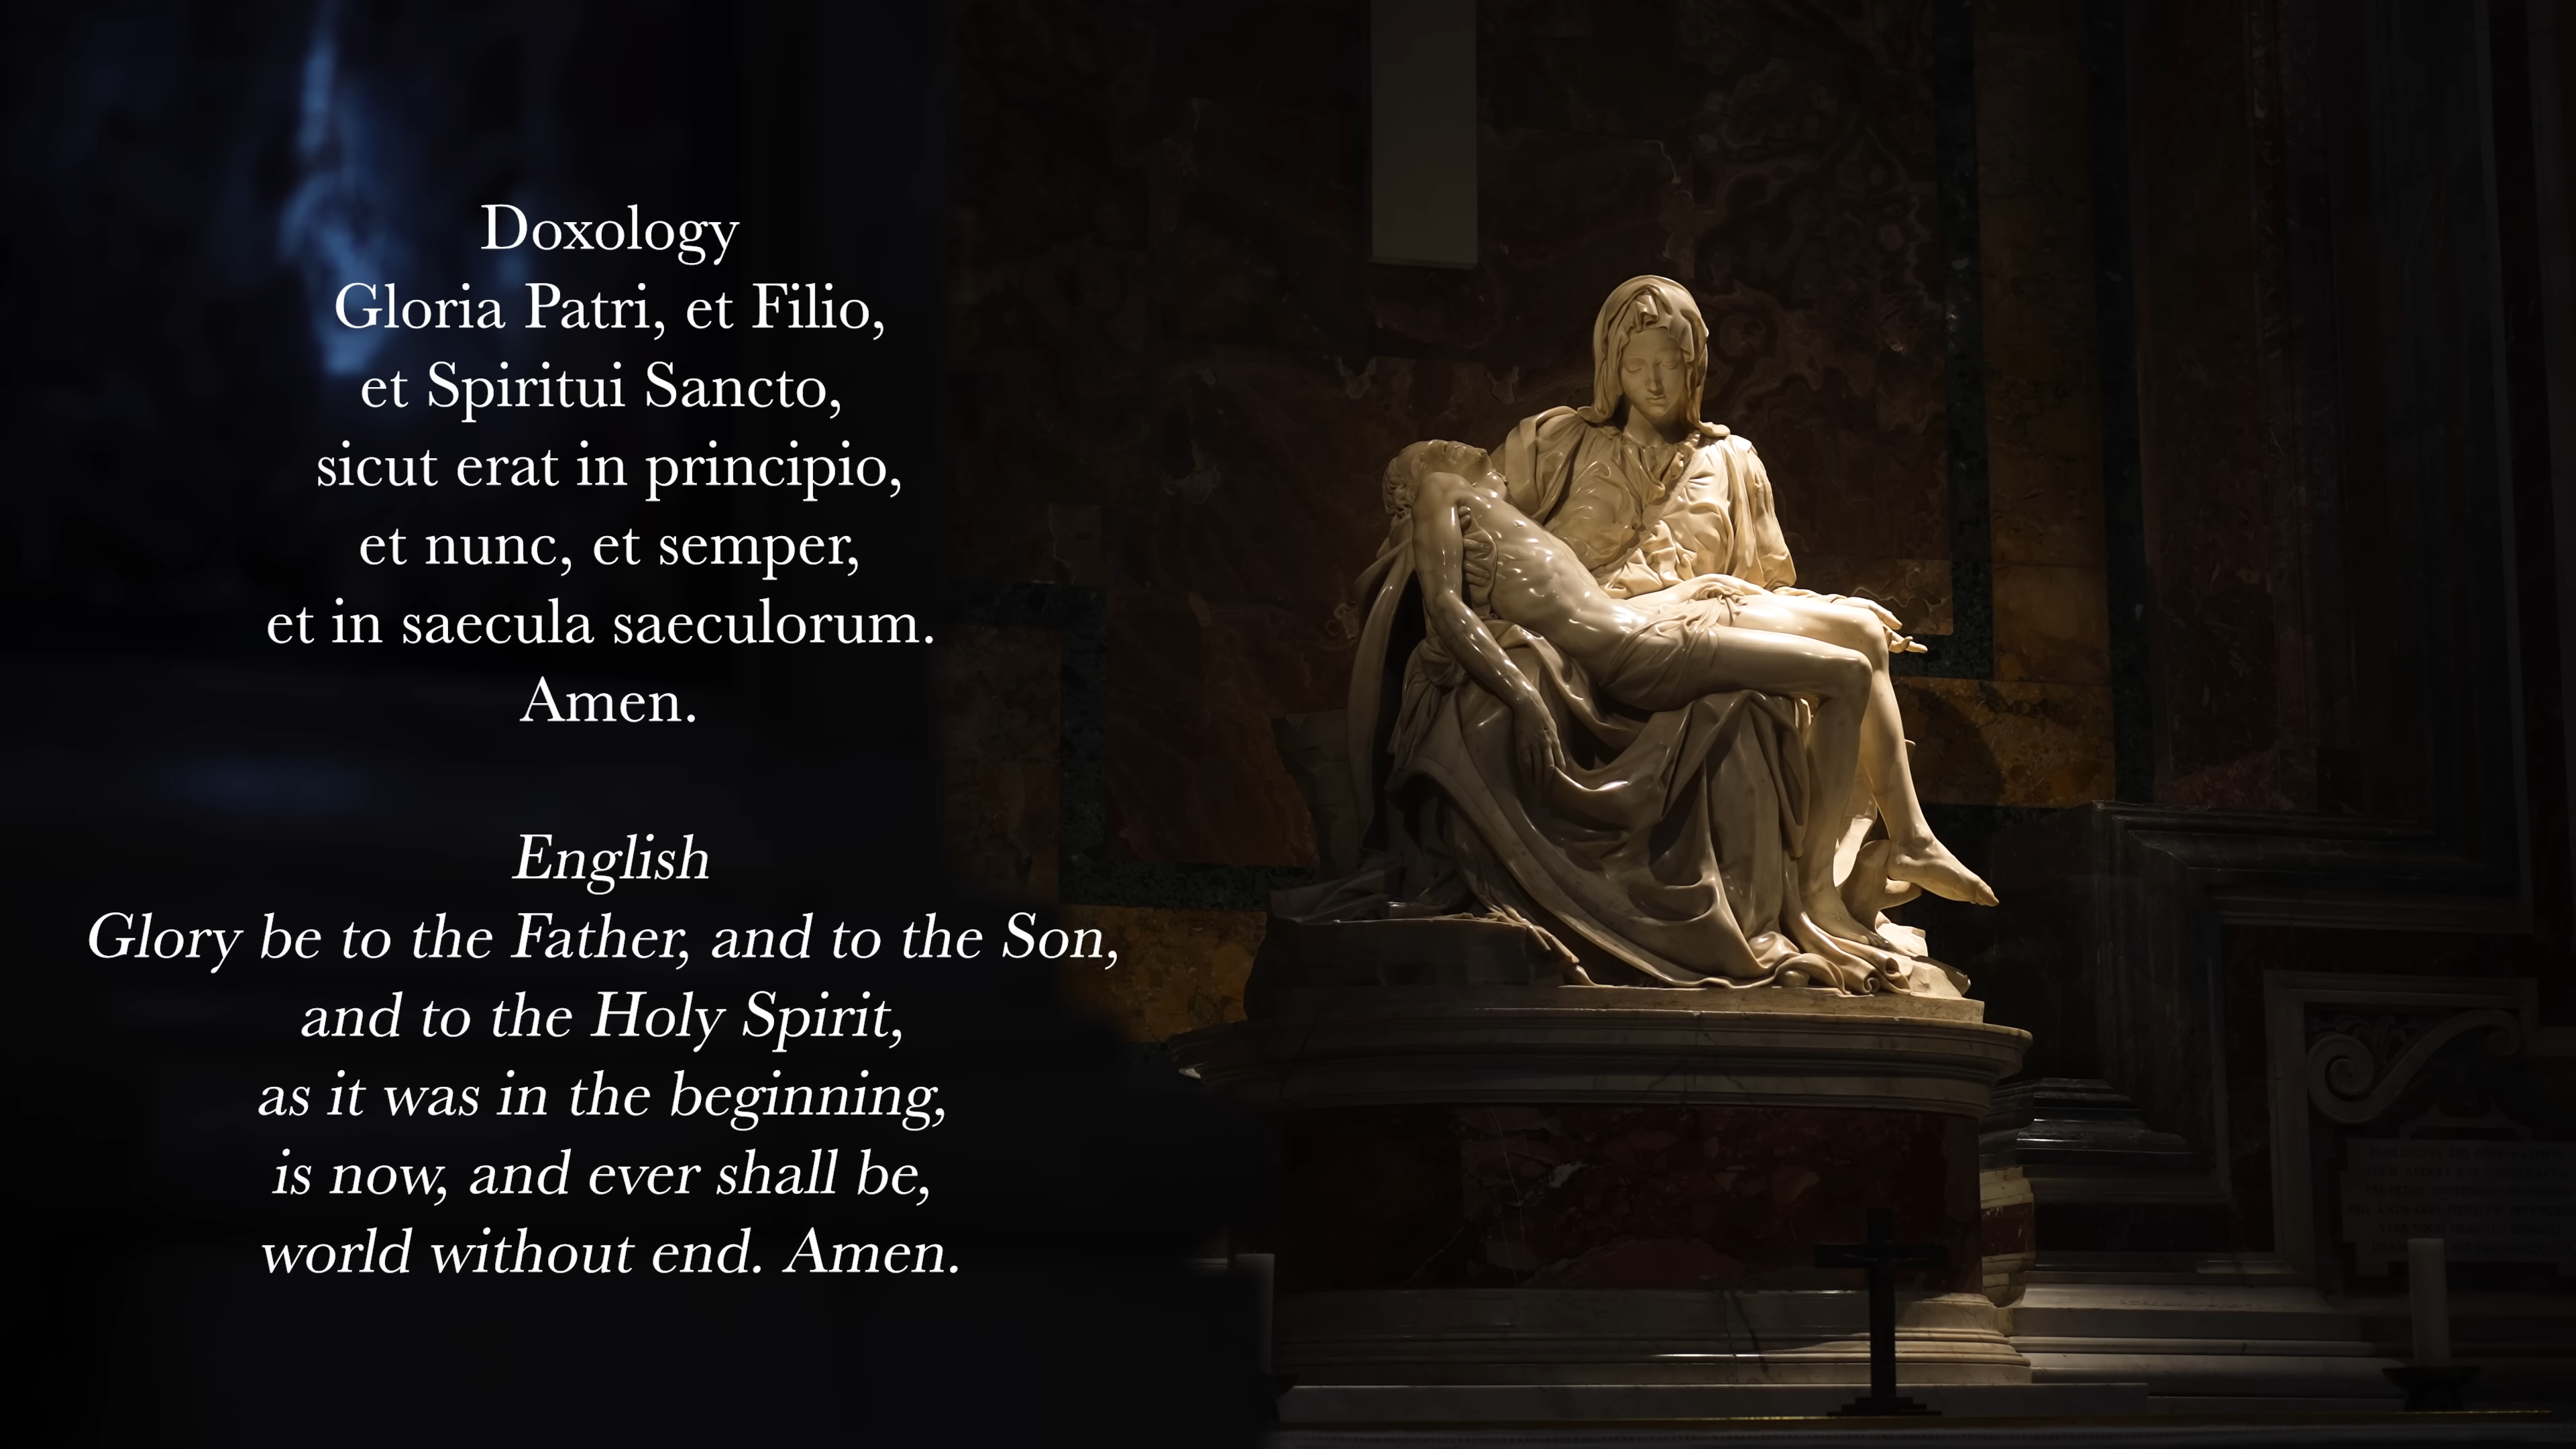 Doxology
Gloria Patri, et Filio,
et Spiritui Sancto,
sicut erat in principio,
et nunc, et semper,
et in saecula saeculorum.
Amen.
English
Glory be to the Father, and to the Son,
and to the Holy Spirit,
as it was in the beginning,
is now, and ever shall be,
world without end. Amen.